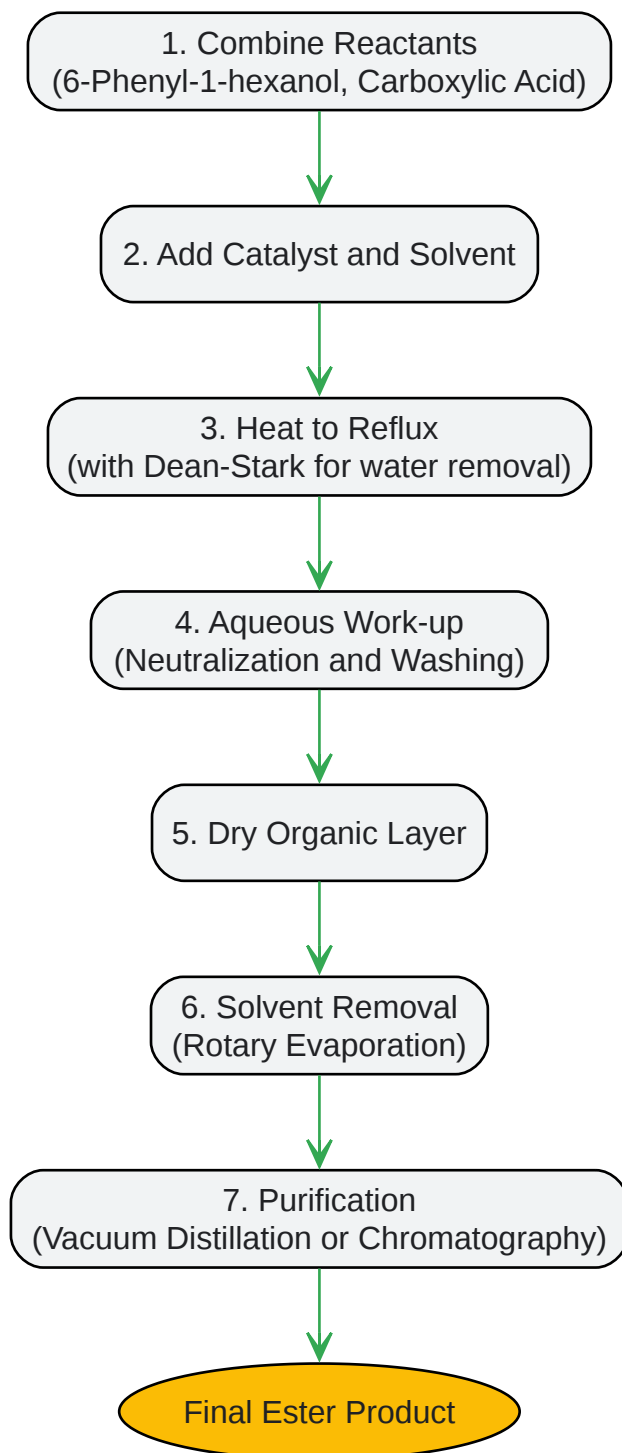 1. Combine Reactants
(6-Phenyl-1-hexanol, Carboxylic Acid)
2. Add Catalyst and Solvent
3. Heat to Reflux
(with Dean-Stark for water removal)
4. Aqueous Work-up
(Neutralization and Washing)
5. Dry Organic Layer
6. Solvent Removal
(Rotary Evaporation)
7. Purification
(Vacuum Distillation or Chromatography)
Final Ester Product